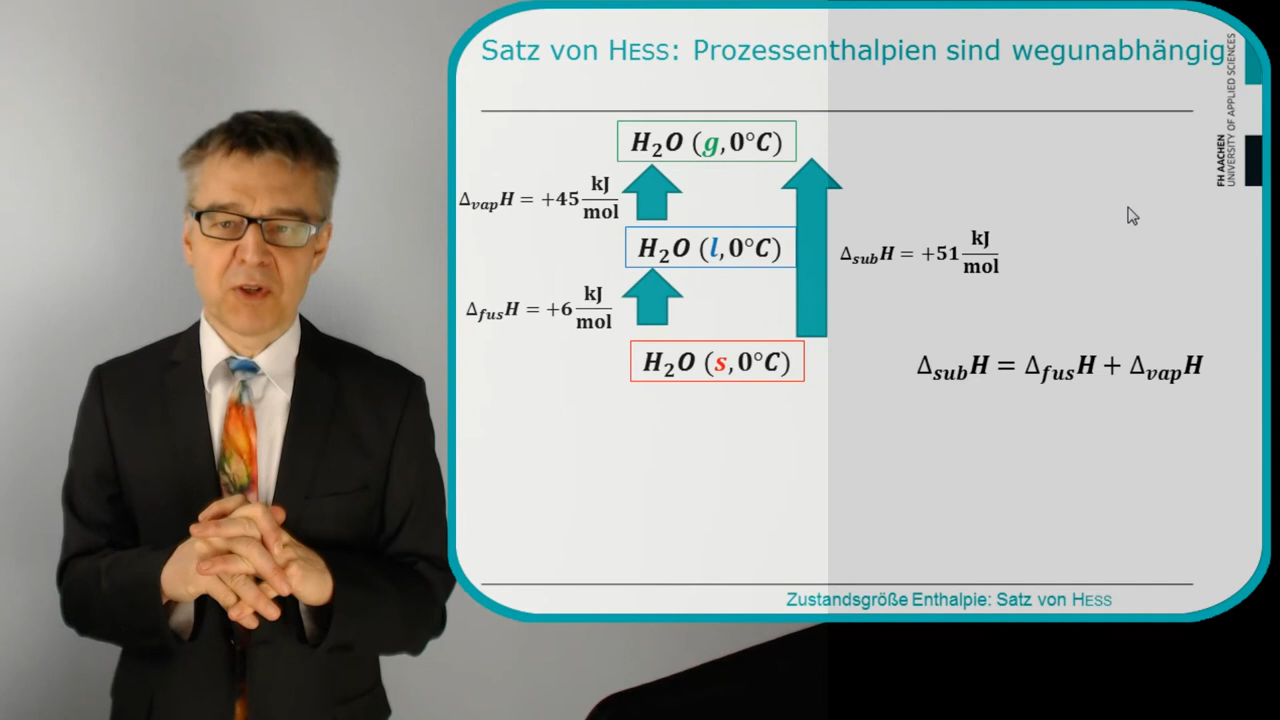 Satz von HESS: Prozessenthalpien sind wegunabhängig
FH AACHEN
UNIVERSITY OF APPLIED SCIENCES
H₂O (g, 0°C)
Δ_vap H = +45 kJ/mol
H₂O (l, 0°C)
Δ_sub H = +51 kJ/mol
Δ_fus H = +6 kJ/mol
H₂O (s, 0°C)
Δ_sub H = Δ_fus H + Δ_vap H
Zustandsgröße Enthalpie: Satz von HESS